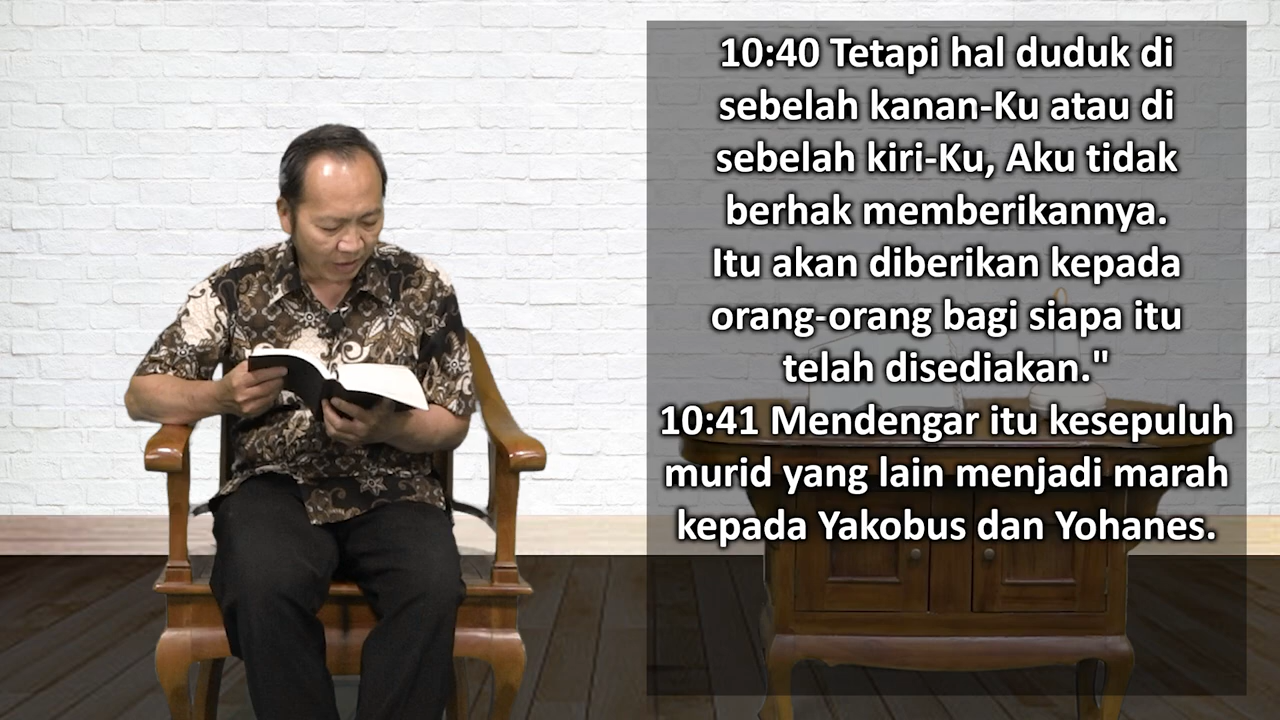 10:40 Tetapi hal duduk di
sebelah kanan-Ku atau di
sebelah kiri-Ku, Aku tidak
berhak memberikannya.
Itu akan diberikan kepada
orang-orang bagi siapa itu
telah disediakan."
10:41 Mendengar itu kesepuluh
murid yang lain menjadi marah
kepada Yakobus dan Yohanes.